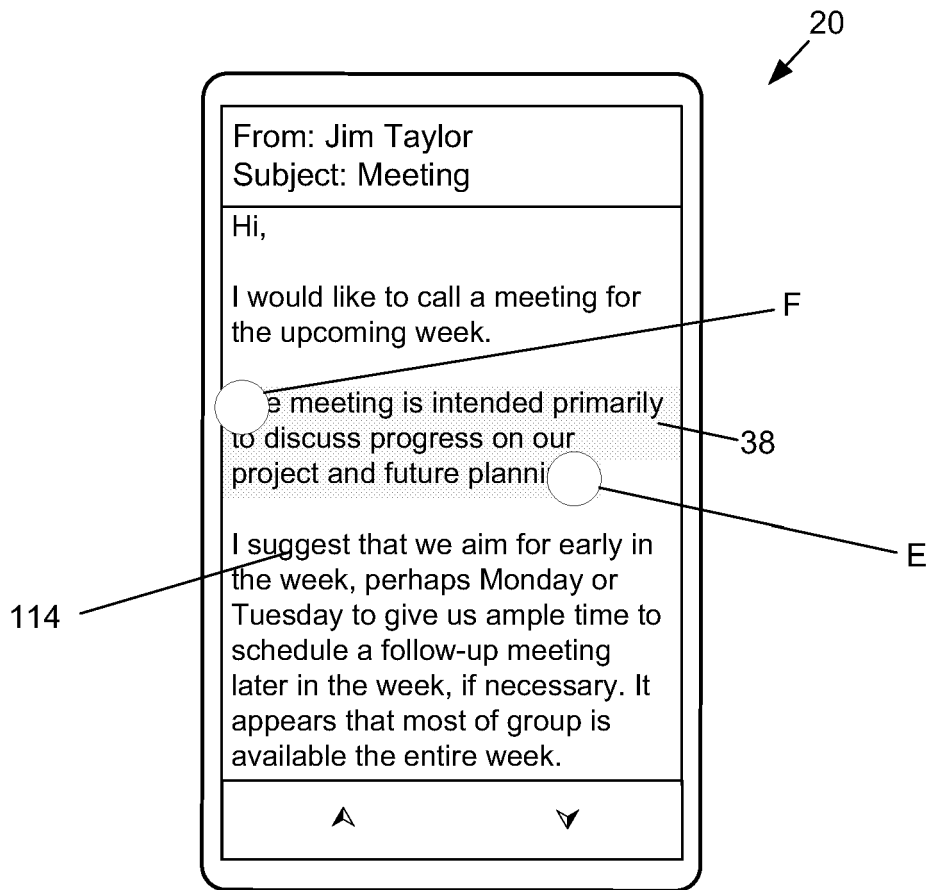 20
From: Jim Taylor
Subject: Meeting
Hi,
I would like to call a meeting for
the upcoming week.
F
e meeting is intended primarily
to discuss progress on our
38
project and future planni
E
I suggest that we aim for early in
the week, perhaps Monday or
114
Tuesday to give us ample time to
schedule a follow-up meeting
later in the week, if necessary. It
appears that most of group is
available the entire week.